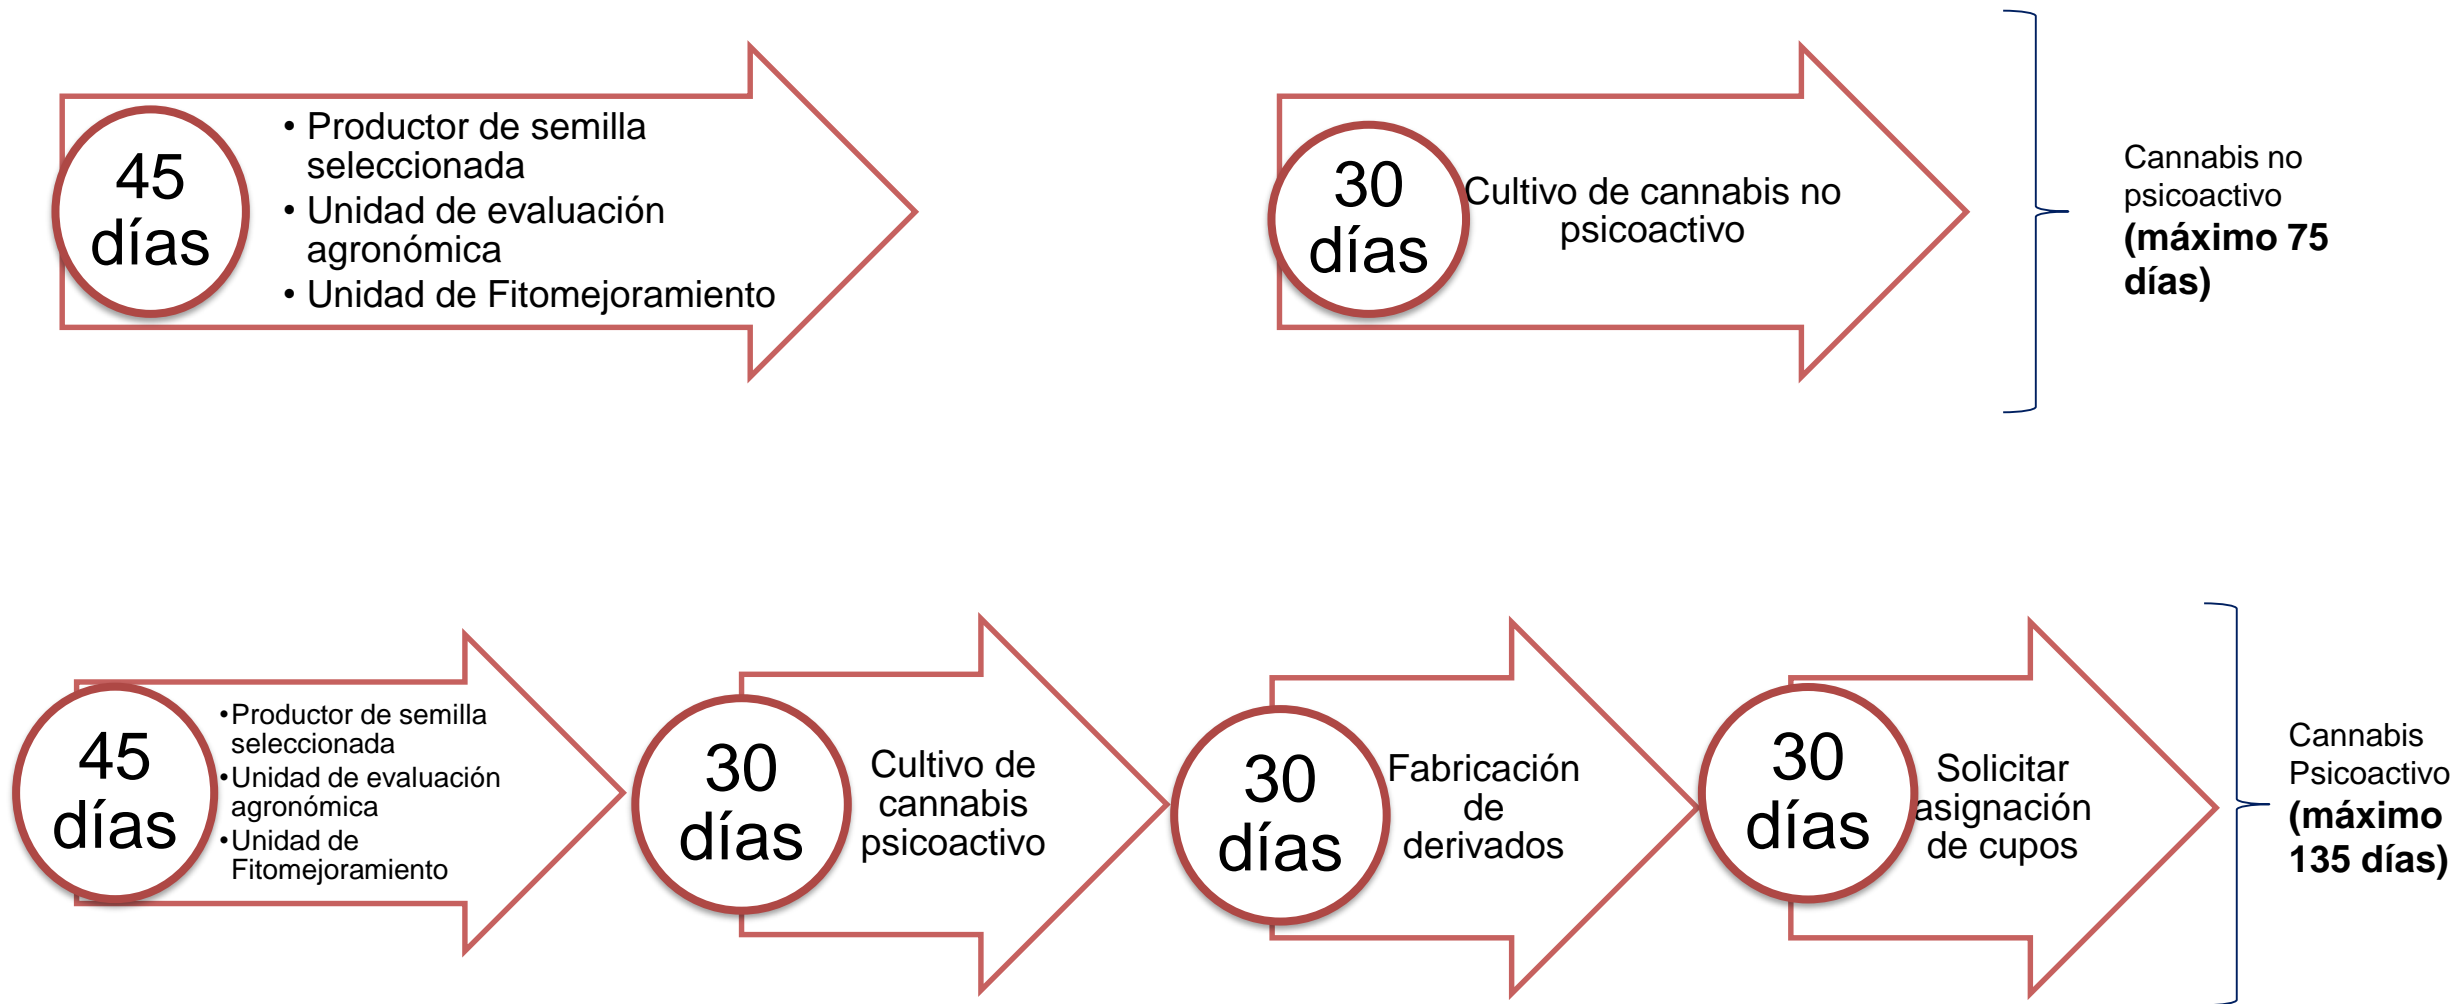 45
días
• Productor de semilla
seleccionada
• Unidad de evaluación
agronómica
• Unidad de Fitomejoramiento
30
días
Cultivo de cannabis no
psicoactivo
Cannabis no
psicoactivo
(máximo 75
días)
45
días
•Productor de semilla
seleccionada
•Unidad de evaluación
agronómica
•Unidad de
Fitomejoramiento
30
días
Cultivo de
cannabis
psicoactivo
30
días
Fabricación
de
derivados
30
días
Solicitar
asignación
de cupos
Cannabis
Psicoactivo
(máximo
135 días)